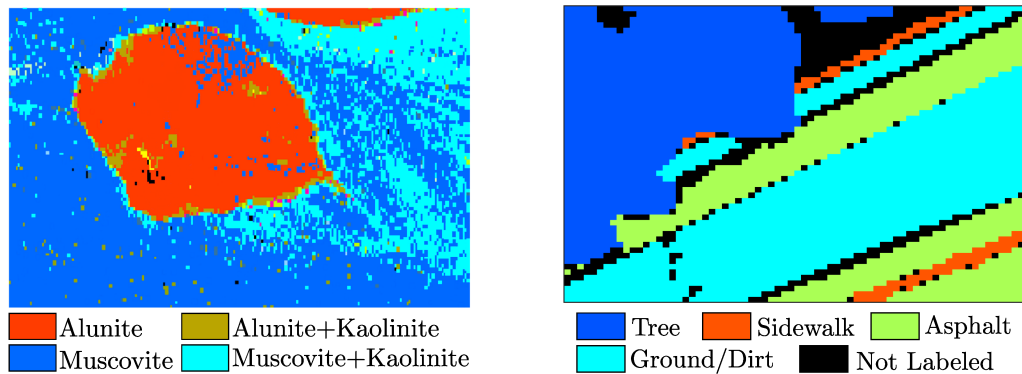 Alunite Alunite+Kaolinite
Muscovite Muscovite+Kaolinite
Tree Sidewalk Asphalt
Ground/Dirt Not Labeled